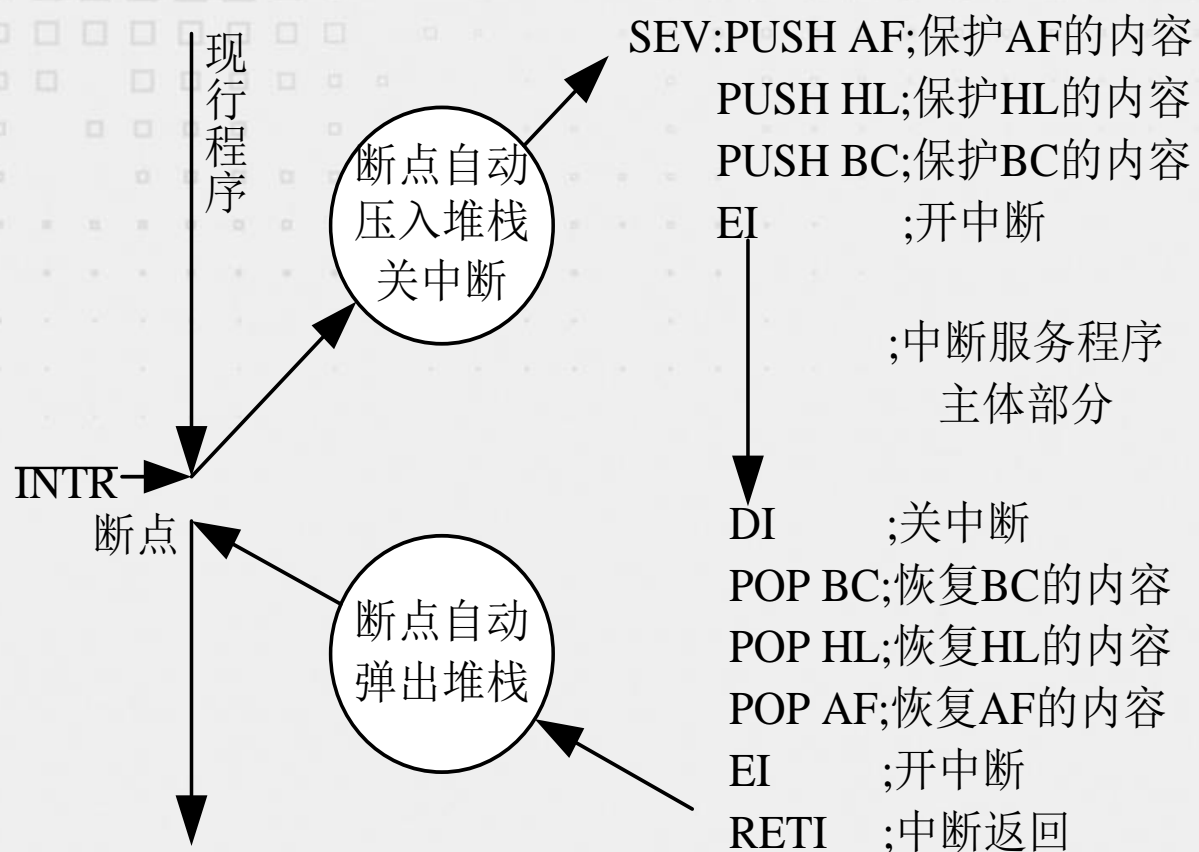 现行程序
断点自动
压入堆栈
关中断
INTR
断点
断点自动
弹出堆栈
SEV:PUSH AF;保护AF的内容
PUSH HL;保护HL的内容
PUSH BC;保护BC的内容
EI ;开中断
;中断服务程序
主体部分
DI ;关中断
POP BC;恢复BC的内容
POP HL;恢复HL的内容
POP AF;恢复AF的内容
EI ;开中断
RETI ;中断返回